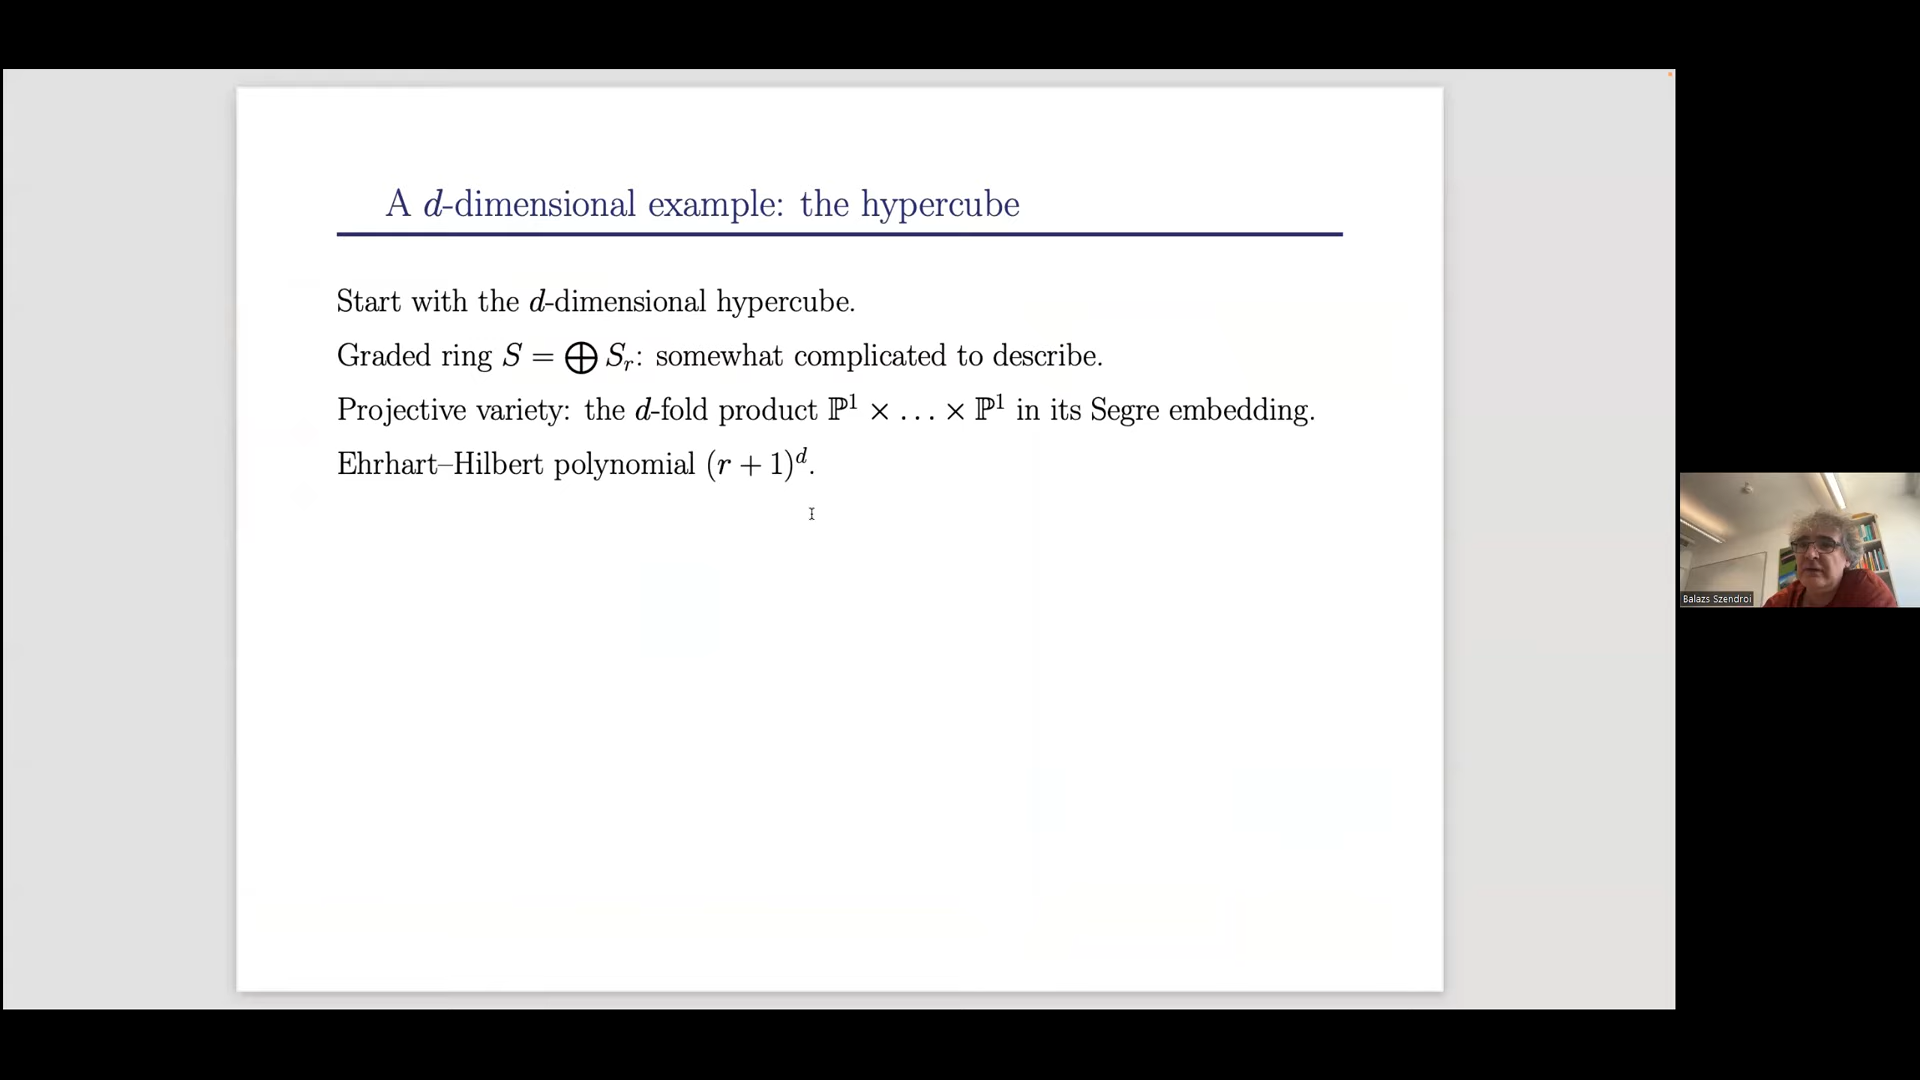 A d-dimensional example: the hypercube
Start with the d-dimensional hypercube.
Graded ring S = ⨁ Sᵣ: somewhat complicated to describe.
Projective variety: the d-fold product ℙ¹ × … × ℙ¹ in its Segre embedding.
Ehrhart–Hilbert polynomial (r + 1)ᵈ.
Balazs Szendroi